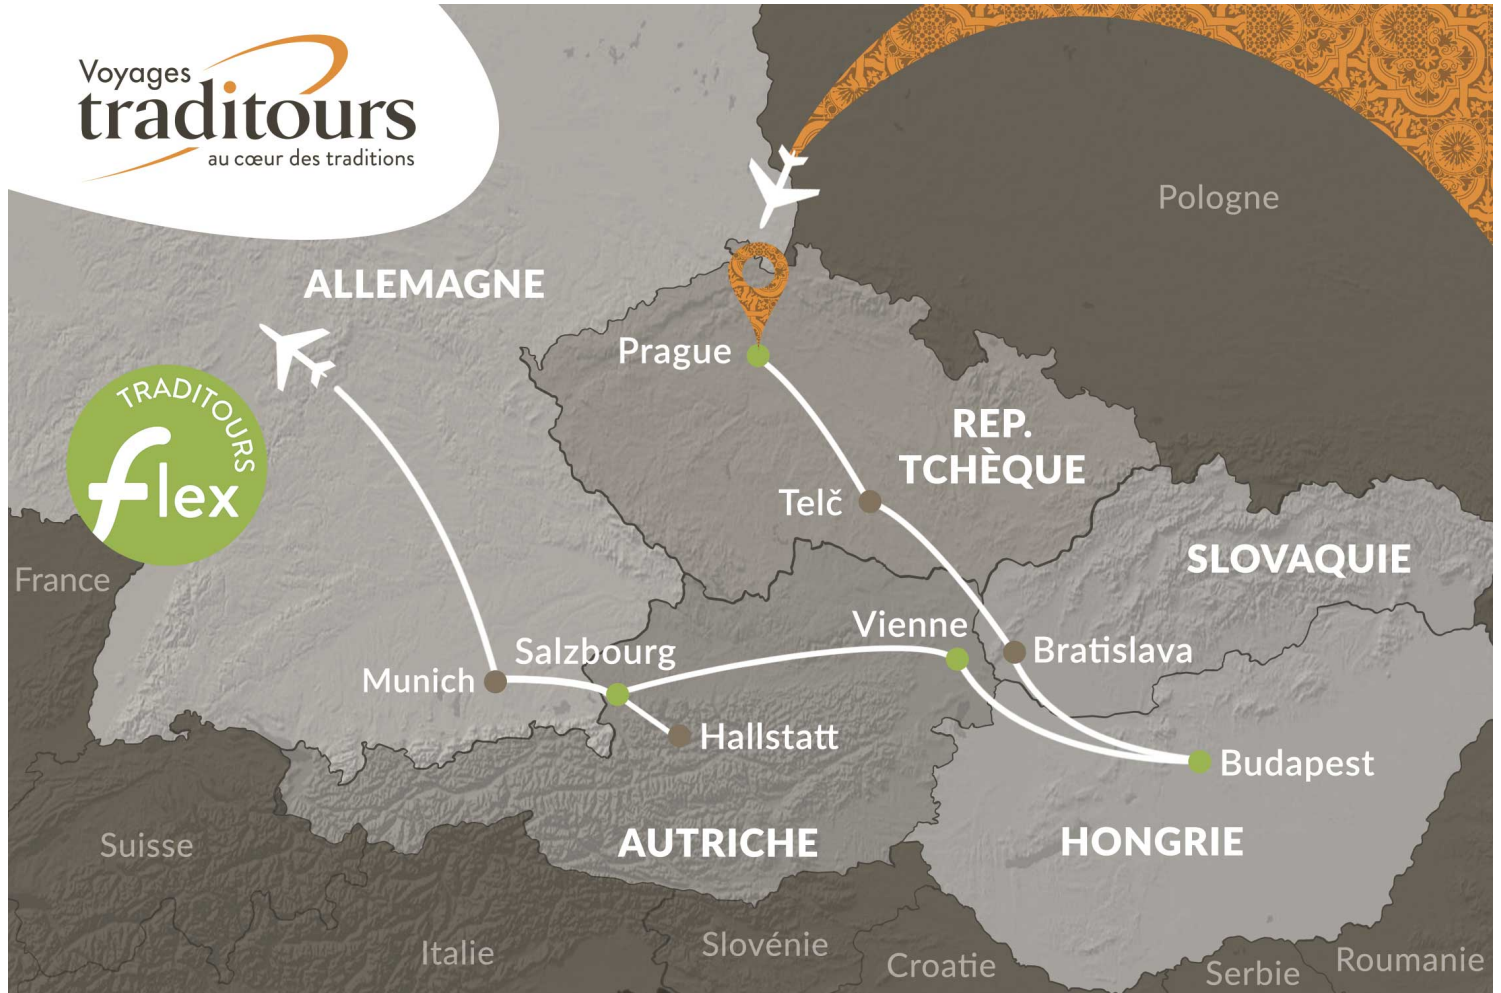 Voyages
traditours
au cœur des traditions
Pologne
ALLEMAGNE
Prague
TRADITOURS
flex
REP.
TCHÈQUE
Telč
SLOVAQUIE
France
Vienne
Salzbourg
Bratislava
Munich
Hallstatt
Budapest
Suisse
AUTRICHE
HONGRIE
Italie
Slovénie
Croatie
Serbie
Roumanie